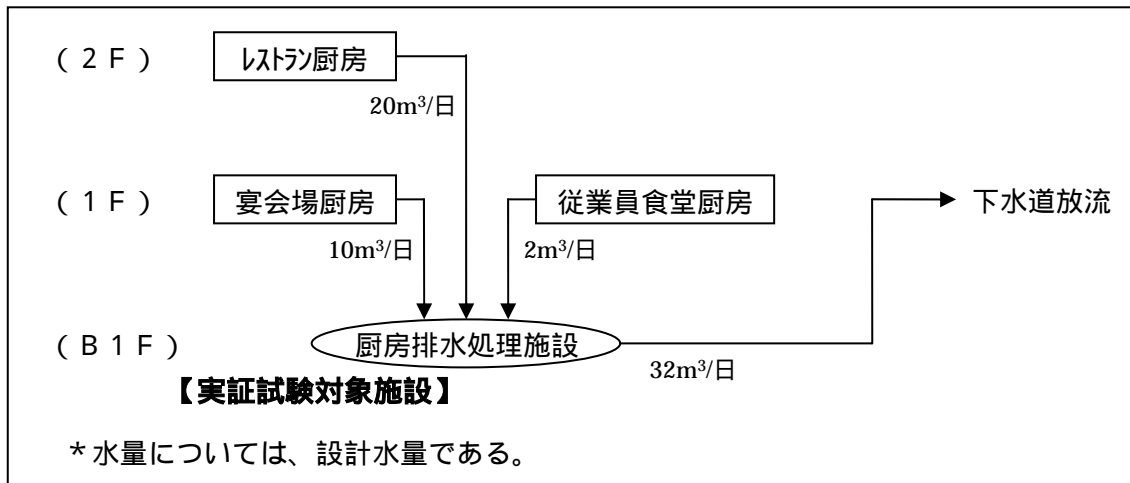 (2F) レストラン厨房
20m³/日
(1F) 宴会場厨房 従業員食堂厨房 下水道放流
10m³/日 2m³/日
(B1F) 厨房排水処理施設
32m³/日
【実証試験対象施設】
*水量については、設計水量である。